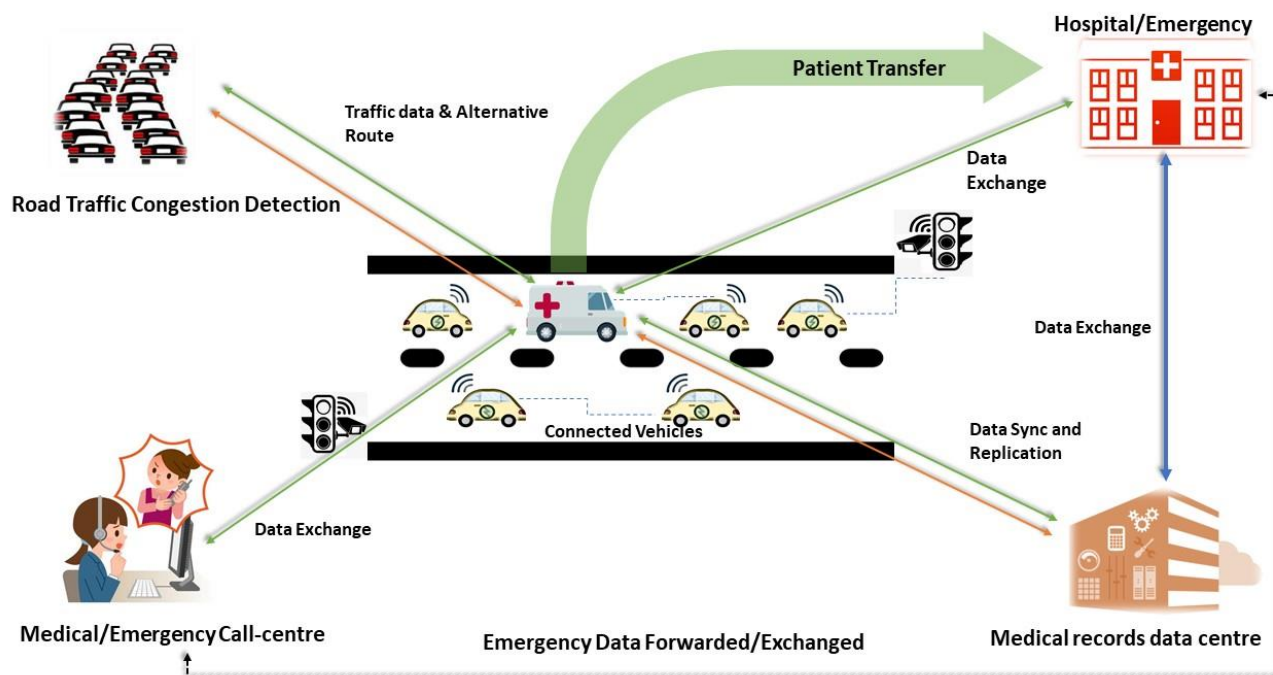 Hospital/Emergency
Patient Transfer
Traffic data & Alternative
Route
Data
Exchange
Road Traffic Congestion Detection
Data Exchange
Connected Vehicles
Data Sync and
Replication
Data Exchange
Medical/Emergency Call-centre
Emergency Data Forwarded/Exchanged
Medical records data centre